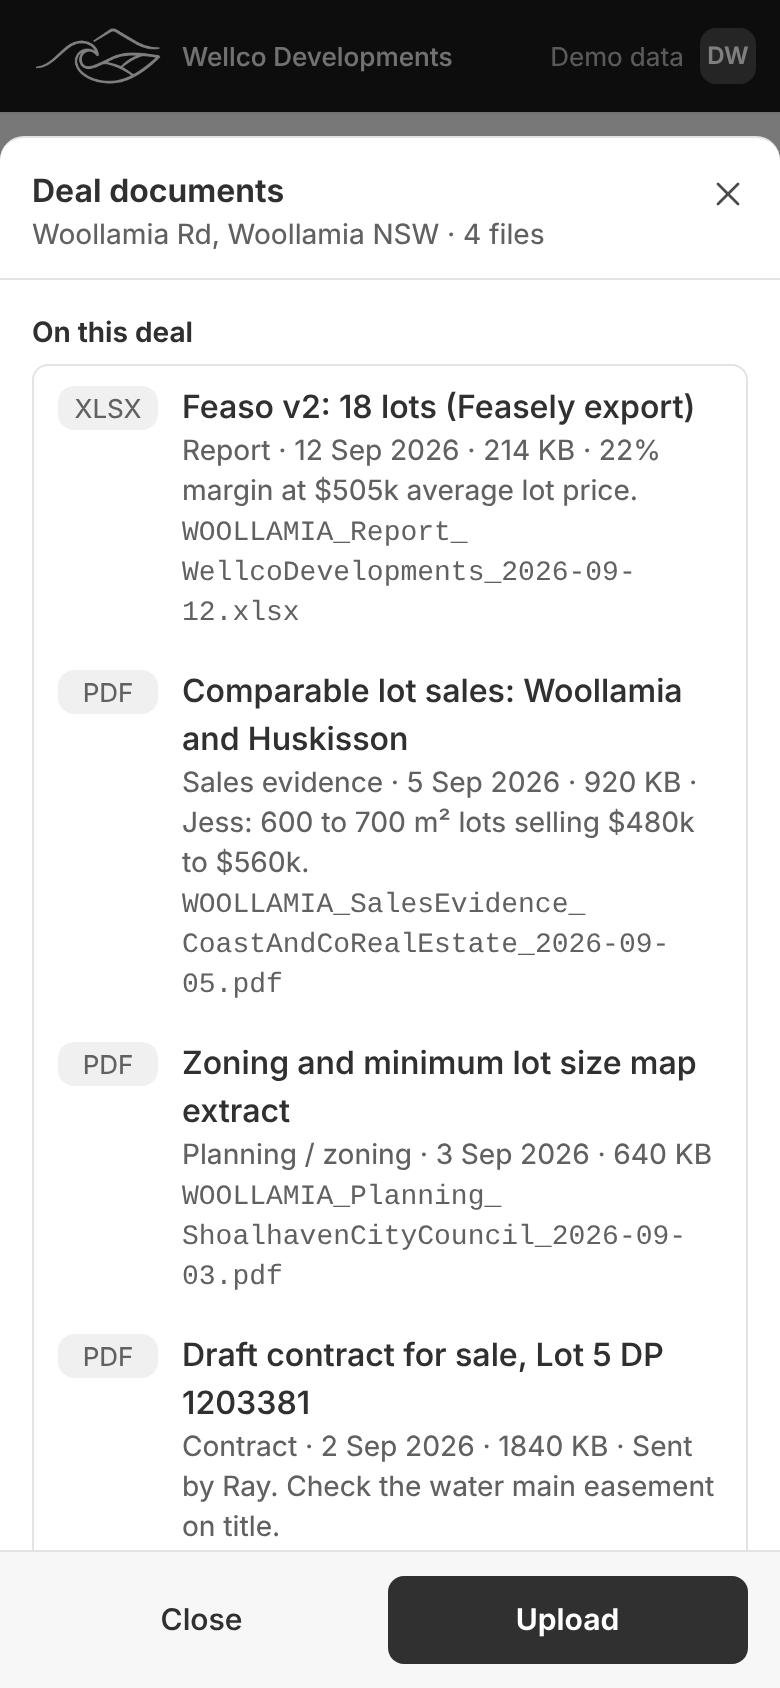 Wellco Developments
Demo data
DW
Deal documents
Woollamia Rd, Woollamia NSW · 4 files
On this deal
XLSX
Feaso v2: 18 lots (Feasely export)
Report · 12 Sep 2026 · 214 KB · 22%
margin at $505k average lot price.
WOOLLAMIA_Report_
WellcoDevelopments_2026-09-
12.xlsx
PDF
Comparable lot sales: Woollamia
and Huskisson
Sales evidence · 5 Sep 2026 · 920 KB ·
Jess: 600 to 700 m² lots selling $480k
to $560k.
WOOLLAMIA_SalesEvidence_
CoastAndCoRealEstate_2026-09-
05.pdf
PDF
Zoning and minimum lot size map
extract
Planning / zoning · 3 Sep 2026 · 640 KB
WOOLLAMIA_Planning_
ShoalhavenCityCouncil_2026-09-
03.pdf
PDF
Draft contract for sale, Lot 5 DP
1203381
Contract · 2 Sep 2026 · 1840 KB · Sent
by Ray. Check the water main easement
on title.
Close
Upload